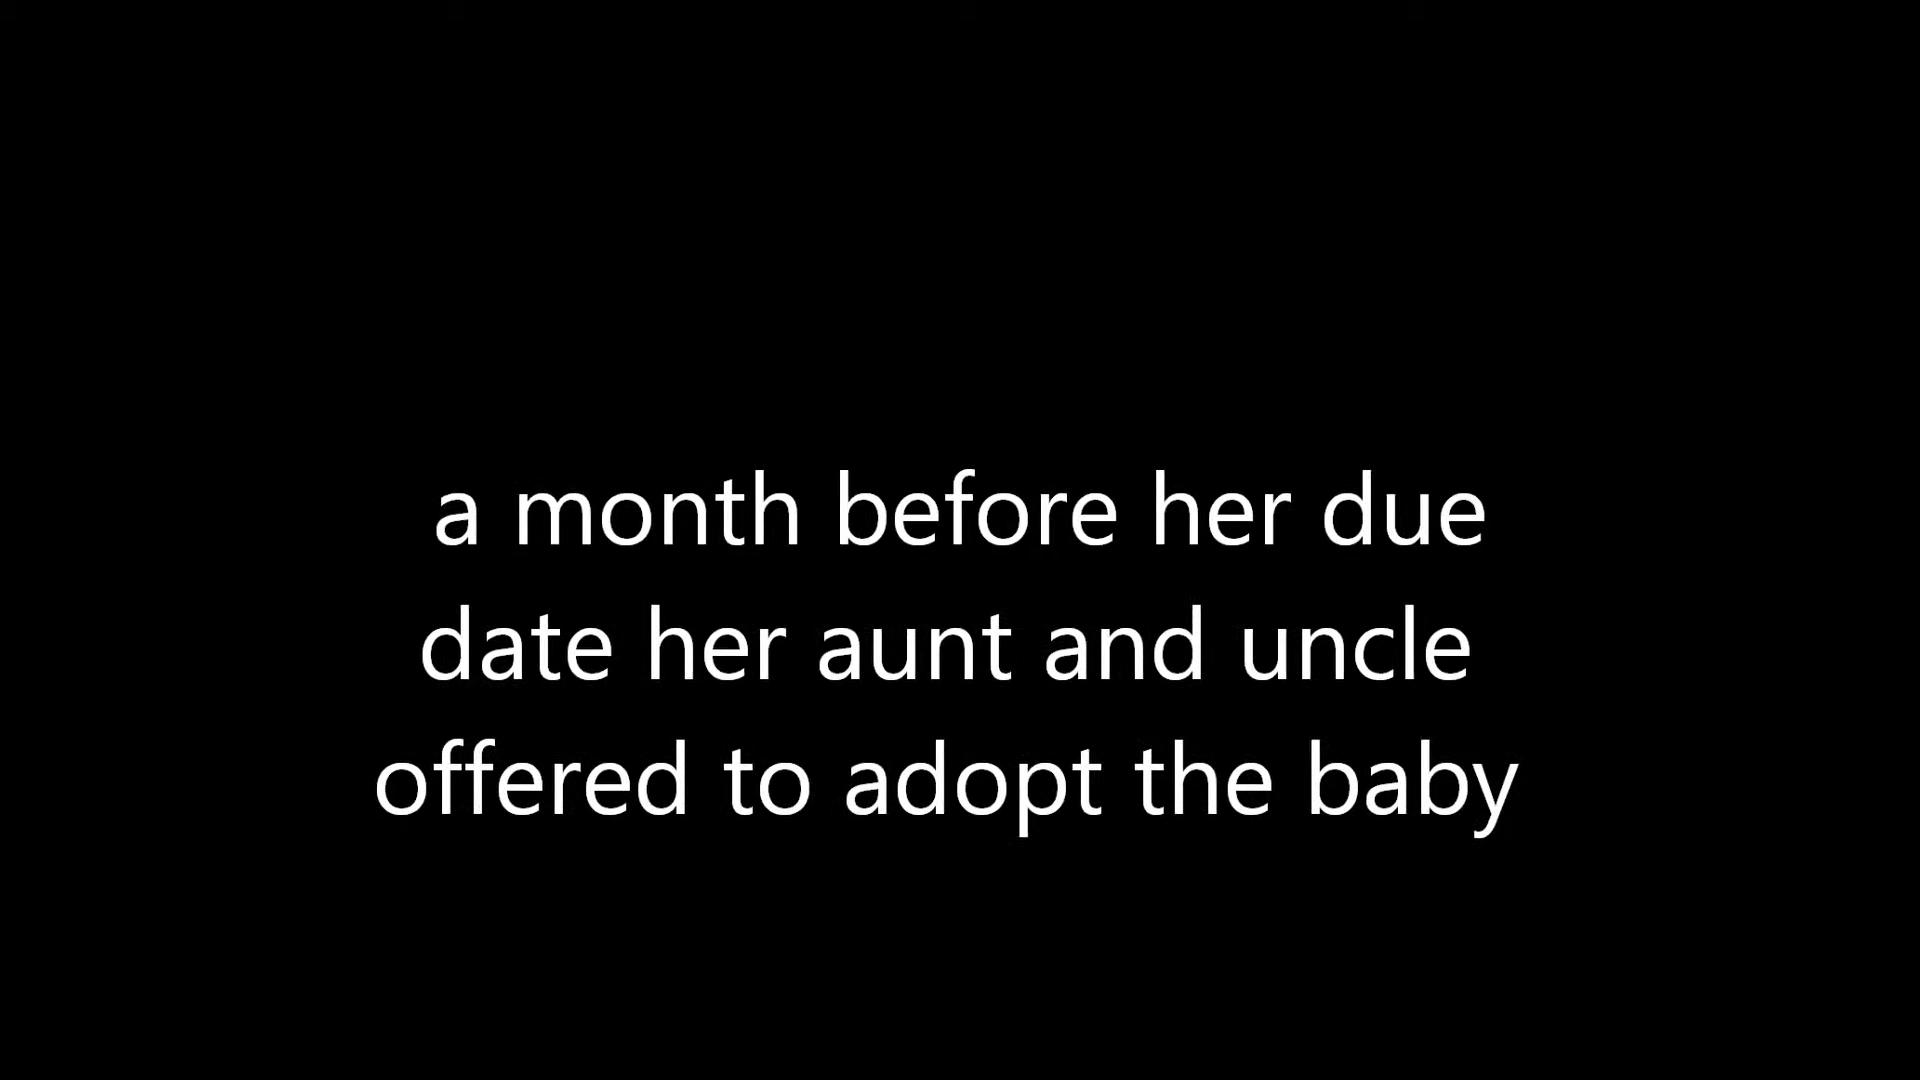 a month before her due
date her aunt and uncle
offered to adopt the baby